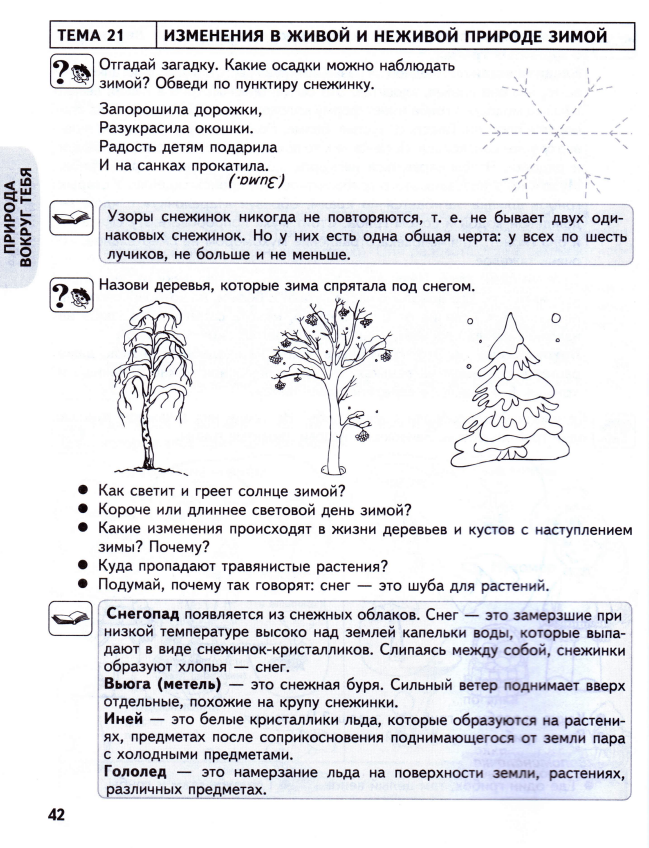 ТЕМА 21 ИЗМЕНЕНИЯ В ЖИВОЙ И НЕЖИВОЙ ПРИРОДЕ ЗИМОЙ
Отгадай загадку. Какие осадки можно наблюдать
зимой? Обведи по пунктиру снежинку.
Запорошила дорожки,
Разукрасила окошки.
Радость детям подарила
И на санках прокатила.
(Зима.)
ПРИРОДА
ВОКРУГ ТЕБЯ
Узоры снежинок никогда не повторяются, т. е. не бывает двух оди-
наковых снежинок. Но у них есть одна общая черта: у всех по шесть
лучиков, не больше и не меньше.
Назови деревья, которые зима спрятала под снегом.
● Как светит и греет солнце зимой?
● Короче или длиннее световой день зимой?
● Какие изменения происходят в жизни деревьев и кустов с наступлением
зимы? Почему?
● Куда пропадают травянистые растения?
● Подумай, почему так говорят: снег — это шуба для растений.
Снегопад появляется из снежных облаков. Снег — это замерзшие при
низкой температуре высоко над землей капельки воды, которые выпа-
дают в виде снежинок-кристалликов. Слипаясь между собой, снежинки
образуют хлопья — снег.
Вьюга (метель) — это снежная буря. Сильный ветер поднимает вверх
отдельные, похожие на крупу снежинки.
Иней — это белые кристаллики льда, которые образуются на растени-
ях, предметах после соприкосновения поднимающегося от земли пара
с холодными предметами.
Гололед — это намерзание льда на поверхности земли, растениях,
различных предметах.
42